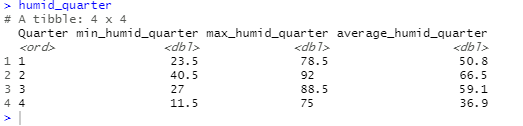 > humid_quarter
# A tibble: 4 x 4
  Quarter min_humid_quarter max_humid_quarter average_humid_quarter
  <ord>               <dbl>             <dbl>                 <dbl>
1 1                    23.5              78.5                  50.8
2 2                    40.5              92                    66.5
3 3                    27                88.5                  59.1
4 4                    11.5              75                    36.9
>